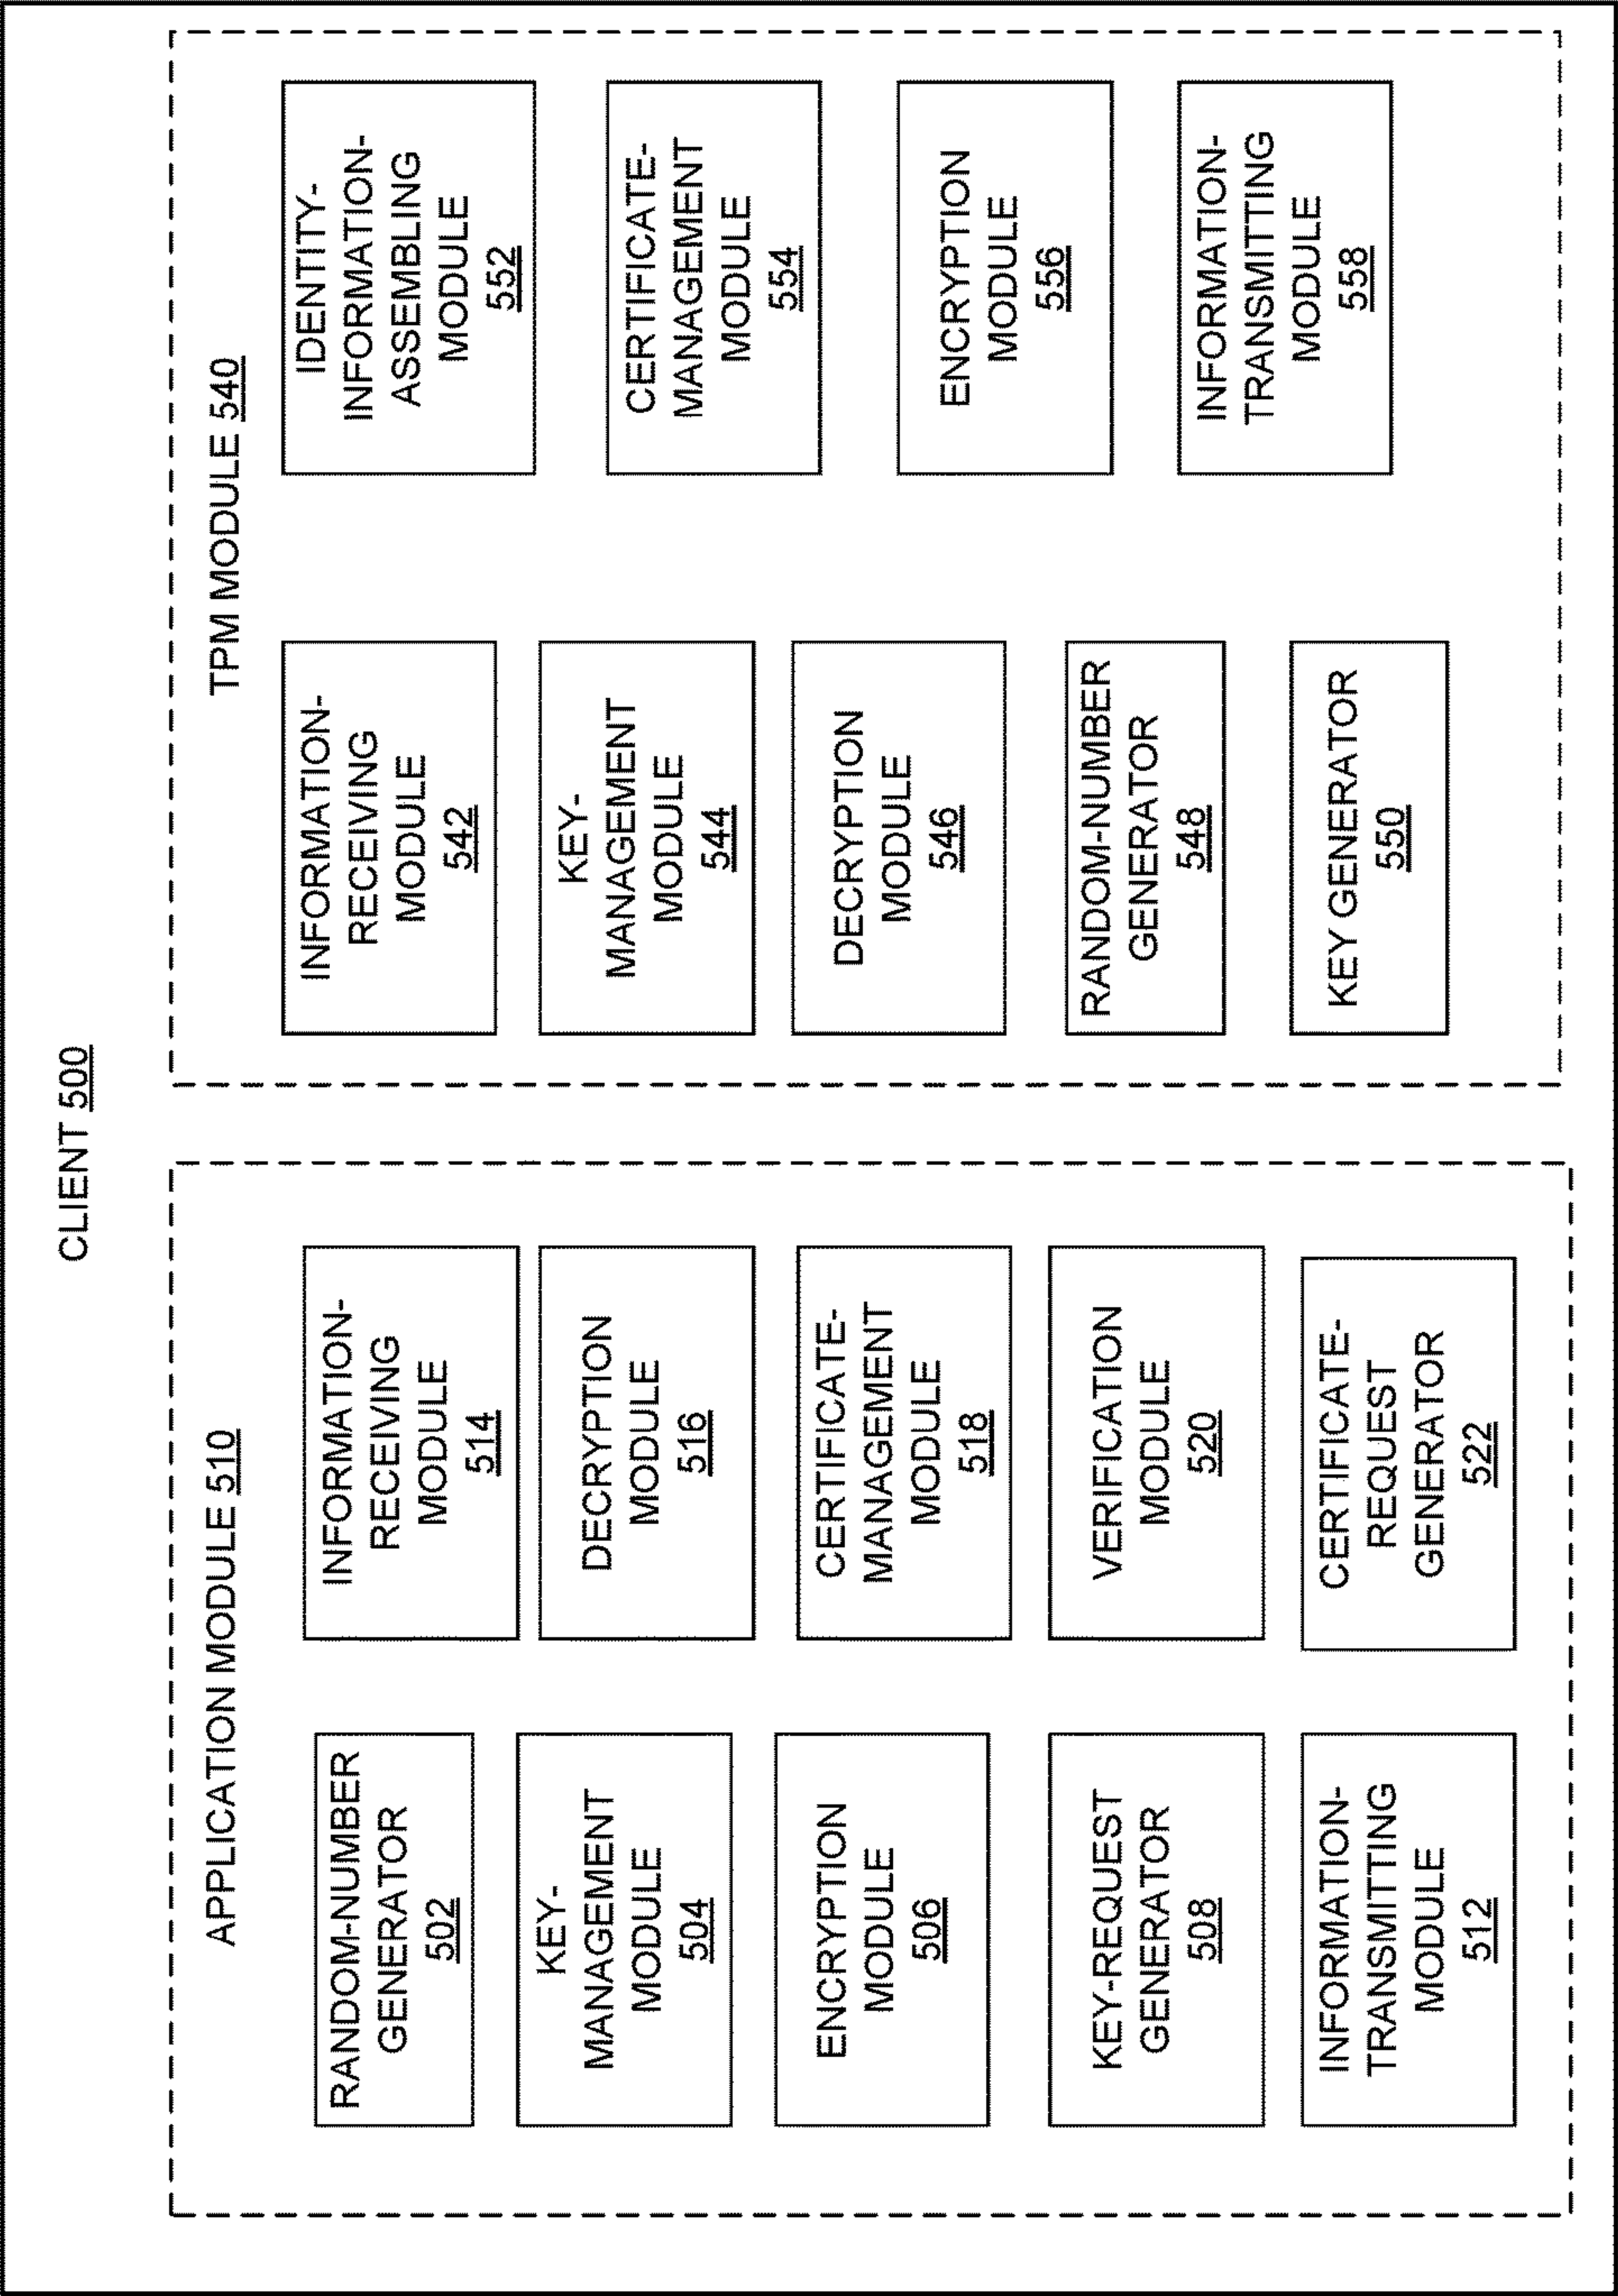 CLIENT 500
APPLICATION MODULE 510
RANDOM-NUMBER
GENERATOR
502
KEY-
MANAGEMENT
MODULE
504
ENCRYPTION
MODULE
506
KEY-REQUEST
GENERATOR
508
INFORMATION-
TRANSMITTING
MODULE
512
INFORMATION-
RECEIVING
MODULE
514
DECRYPTION
MODULE
516
CERTIFICATE-
MANAGEMENT
MODULE
518
VERIFICATION
MODULE
520
CERTIFICATE-
REQUEST
GENERATOR
522
TPM MODULE 540
INFORMATION-
RECEIVING
MODULE
542
KEY-
MANAGEMENT
MODULE
544
DECRYPTION
MODULE
546
RANDOM-NUMBER
GENERATOR
548
KEY GENERATOR
550
IDENTITY-
INFORMATION-
ASSEMBLING
MODULE
552
CERTIFICATE-
MANAGEMENT
MODULE
554
ENCRYPTION
MODULE
556
INFORMATION-
TRANSMITTING
MODULE
558